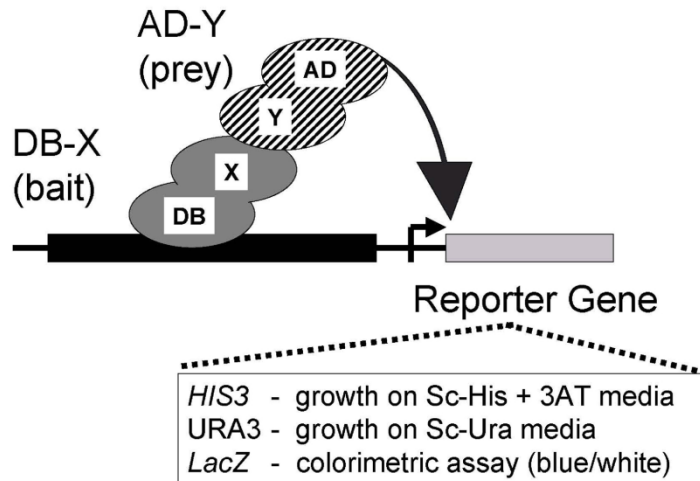 AD-Y
(prey)
AD
Y
DB-X
(bait)
X
DB
Reporter Gene
HIS3 - growth on Sc-His + 3AT media
URA3 - growth on Sc-Ura media
LacZ - colorimetric assay (blue/white)